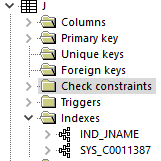 J
Columns
Primary key
Unique keys
Foreign keys
Check constraints
Triggers
Indexes
IND_JNAME
SYS_C0011387